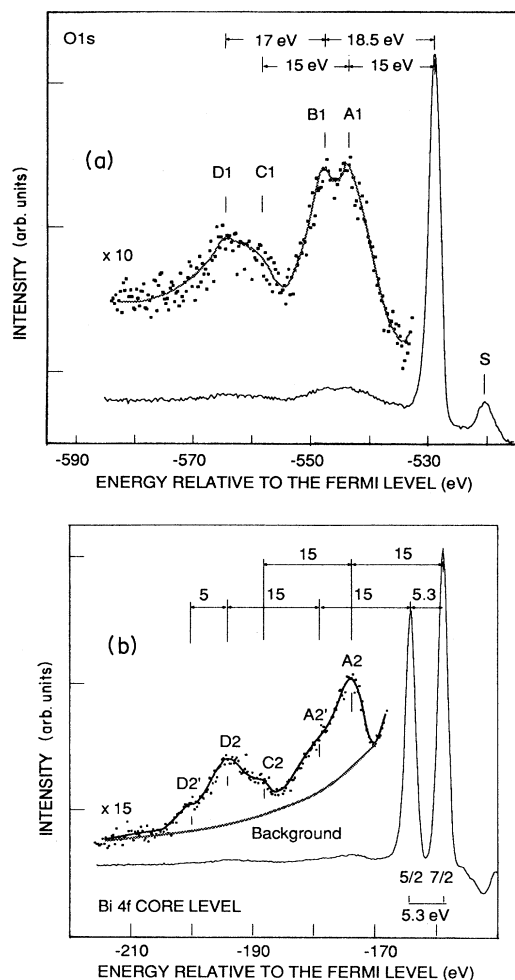 O1s
17 eV 18.5 eV
15 eV 15 eV
B1 A1
(a)
D1 C1
x 10
S
INTENSITY (arb. units)
-590 -570 -550 -530
ENERGY RELATIVE TO THE FERMI LEVEL (eV)
15 15
5 15 15 5.3
(b)
A2
A2'
D2
C2
D2'
x 15
Background
INTENSITY (arb. units)
5/2 7/2
5.3 eV
Bi 4f CORE LEVEL
-210 -190 -170
ENERGY RELATIVE TO THE FERMI LEVEL (eV)